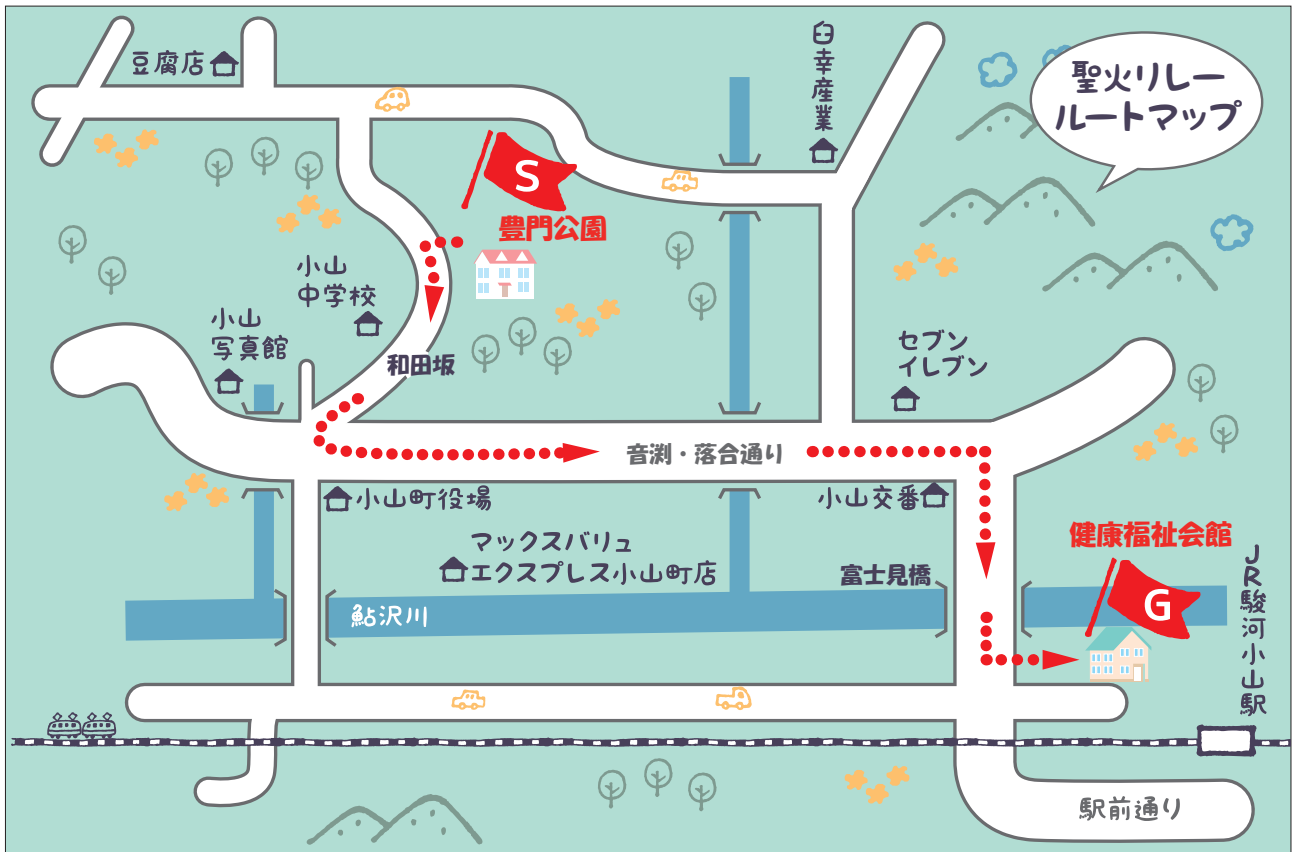 聖火リレー
ルートマップ
豆腐店
臼幸産業
S
豊門公園
小山
中学校
小山
写真館
和田坂
セブン
イレブン
音渕・落合通り
小山町役場
小山交番
マックスバリュ
エクスプレス小山町店
富士見橋
健康福祉会館
G
鮎沢川
JR駿河小山駅
駅前通り